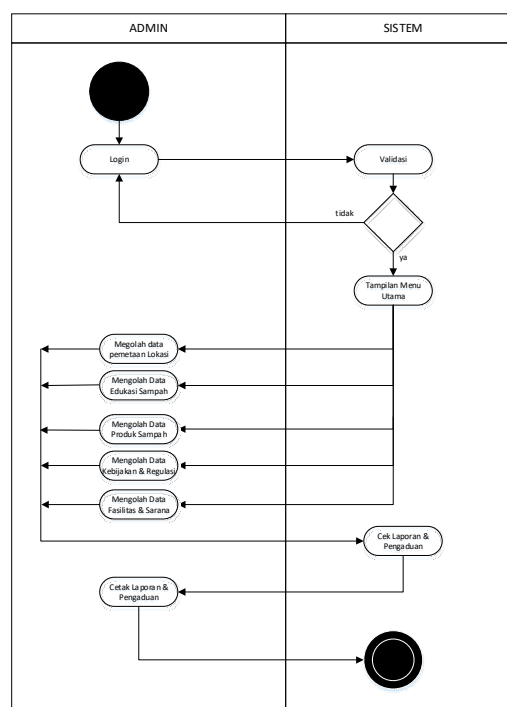 ADMIN
SISTEM
Login
Validasi
tidak
ya
Tampilan Menu
Utama
Megolah data
pemetaan Lokasi
Mengolah Data
Edukasi Sampah
Mengolah Data
Produk Sampah
Mengolah Data
Kebijakan & Regulasi
Mengolah Data
Fasilitas & Sarana
Cek Laporan &
Pengaduan
Cetak Laporan &
Pengaduan